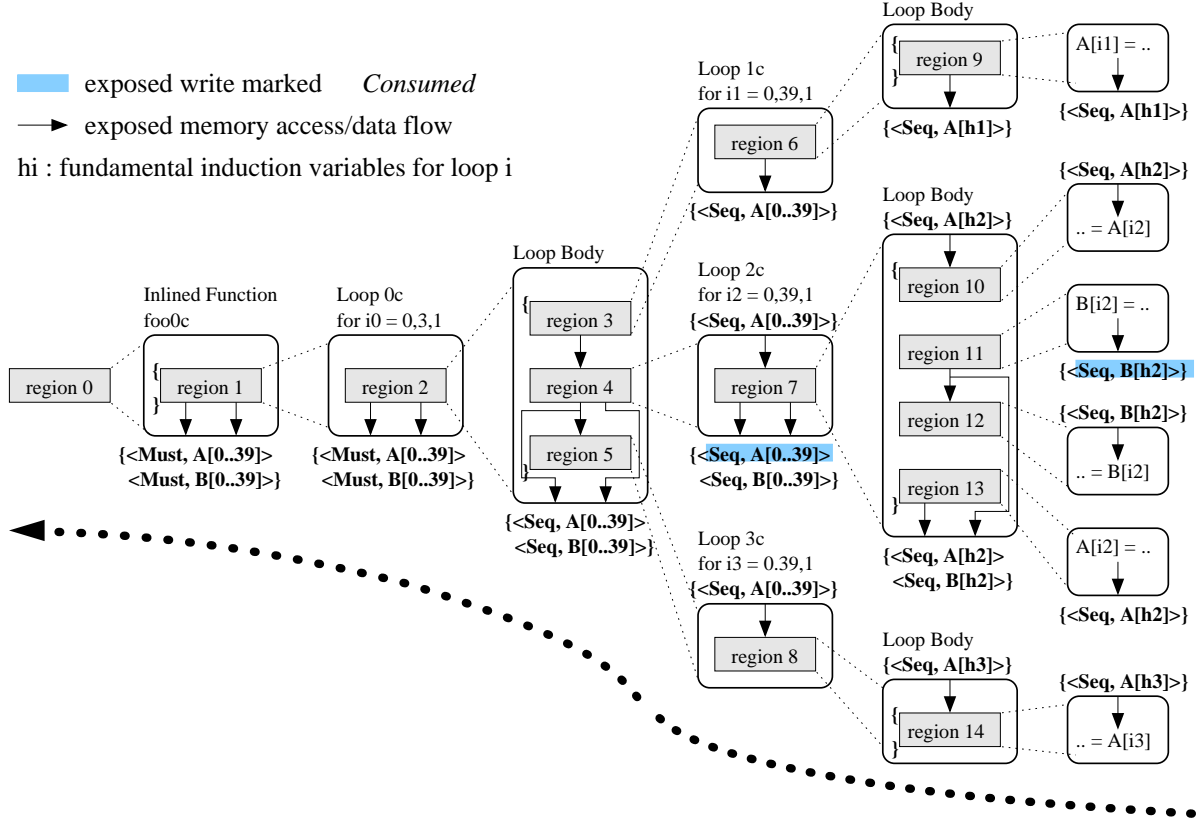 exposed write marked Consumed
exposed memory access/data flow
hi : fundamental induction variables for loop i
region 0
Inlined Function
foo0c
{
region 1
}
{<Must, A[0..39]>
<Must, B[0..39]>}
Loop 0c
for i0 = 0,3,1
region 2
{<Must, A[0..39]>
<Must, B[0..39]>}
Loop Body
{
region 3
region 4
region 5
}
{<Seq, A[0..39]>
<Seq, B[0..39]>}
Loop 1c
for i1 = 0,39,1
region 6
{<Seq, A[0..39]>}
Loop 2c
for i2 = 0,39,1
{<Seq, A[0..39]>}
region 7
{<Seq, A[0..39]>
<Seq, B[0..39]>}
Loop 3c
for i3 = 0.39,1
{<Seq, A[0..39]>}
region 8
Loop Body
{
region 9
}
{<Seq, A[h1]>}
Loop Body
{<Seq, A[h2]>}
{
region 10
region 11
region 12
region 13
}
{<Seq, A[h2]>
<Seq, B[h2]>}
Loop Body
{<Seq, A[h3]>}
{
region 14
}
A[i1] = ..
{<Seq, A[h1]>}
{<Seq, A[h2]>}
.. = A[i2]
B[i2] = ..
{<Seq, B[h2]>}
{<Seq, B[h2]>}
.. = B[i2]
A[i2] = ..
{<Seq, A[h2]>}
{<Seq, A[h3]>}
.. = A[i3]